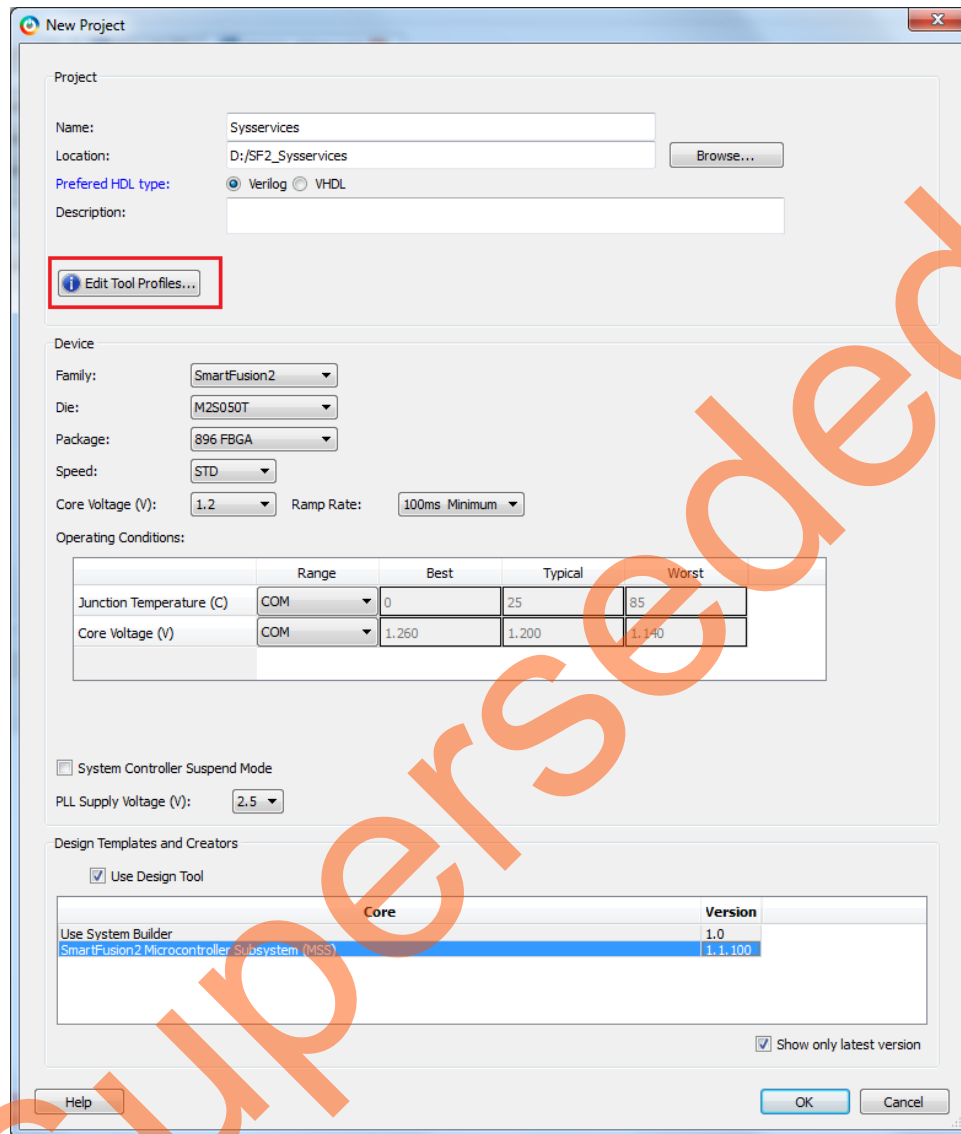 New Project
Project
Name: Sysservices
Location: D:/SF2_Sysservices Browse...
Prefered HDL type: Verilog VHDL
Description:
Edit Tool Profiles...
Device
Family: SmartFusion2
Die: M2S050T
Package: 896 FBGA
Speed: STD
Core Voltage (V): 1.2 Ramp Rate: 100ms Minimum
Operating Conditions:
Range Best Typical Worst
Junction Temperature (C) COM 0 25 85
Core Voltage (V) COM 1.260 1.200 1.140
System Controller Suspend Mode
PLL Supply Voltage (V): 2.5
Design Templates and Creators
Use Design Tool
Core Version
Use System Builder 1.0
SmartFusion2 Microcontroller Subsystem (MSS) 1.1.100
Show only latest version
Help OK Cancel
Superseded